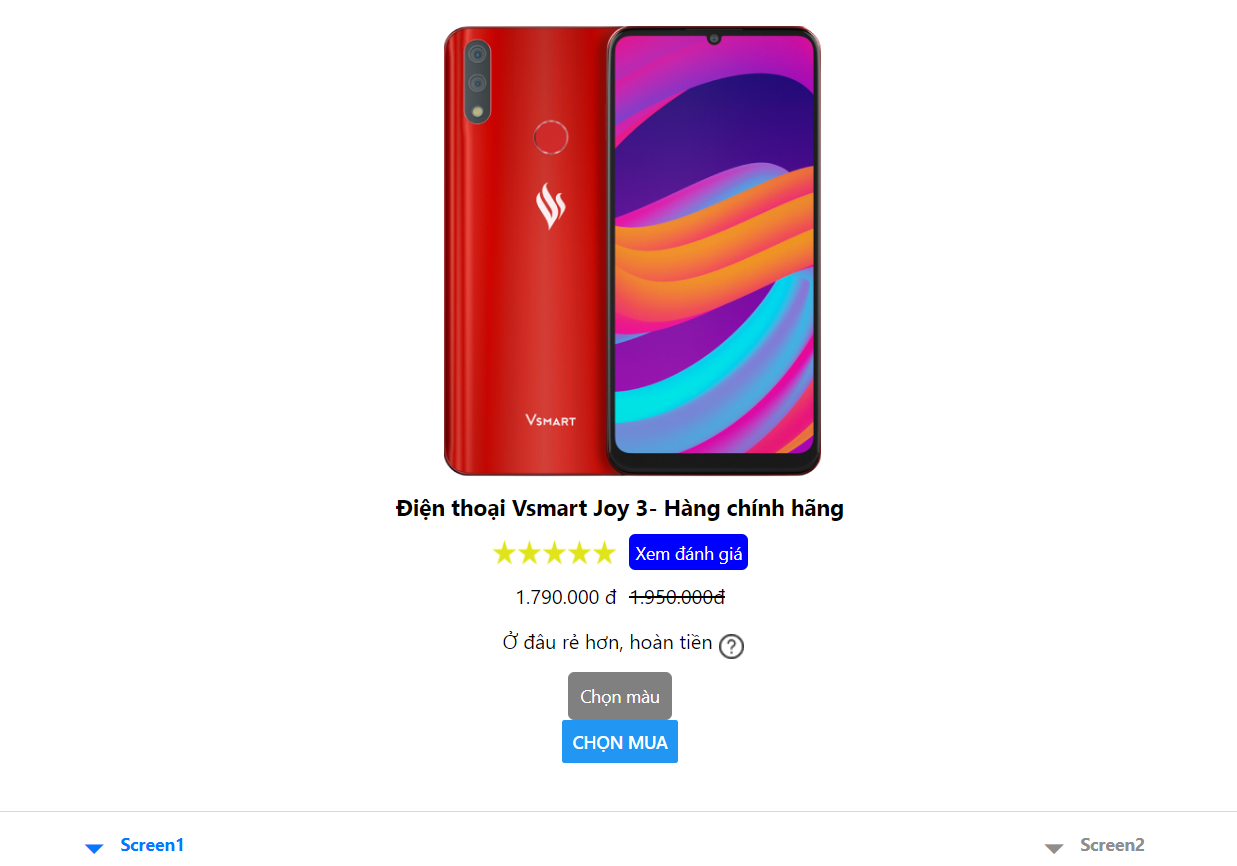 VSMART
Điện thoại Vsmart Joy 3- Hàng chính hãng
★★★★★ Xem đánh giá
1.790.000 đ 1.950.000đ
Ở đâu rẻ hơn, hoàn tiền ?
Chọn màu
CHỌN MUA
Screen1 Screen2